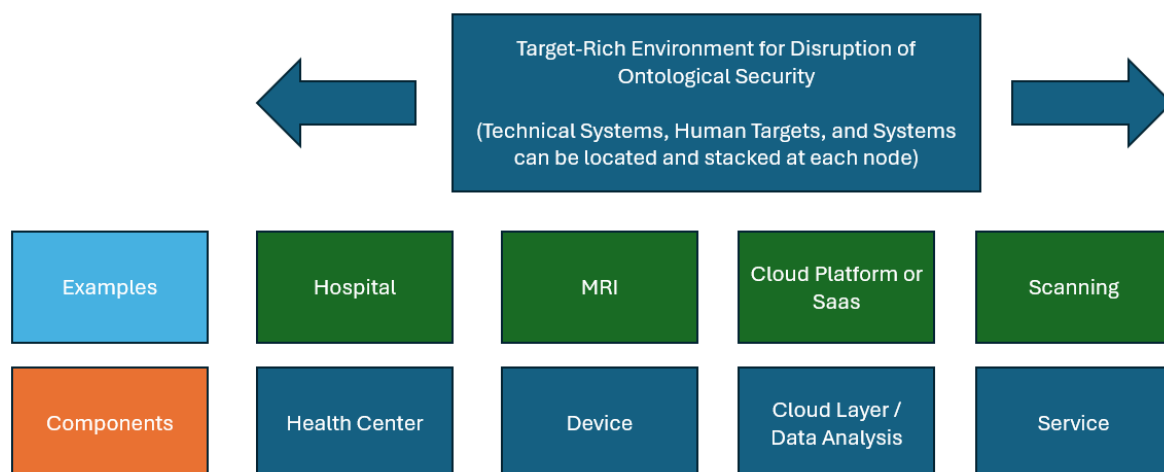 Target-Rich Environment for Disruption of
Ontological Security
(Technical Systems, Human Targets, and Systems
can be located and stacked at each node)
Examples
Hospital
MRI
Cloud Platform or
Saas
Scanning
Components
Health Center
Device
Cloud Layer /
Data Analysis
Service